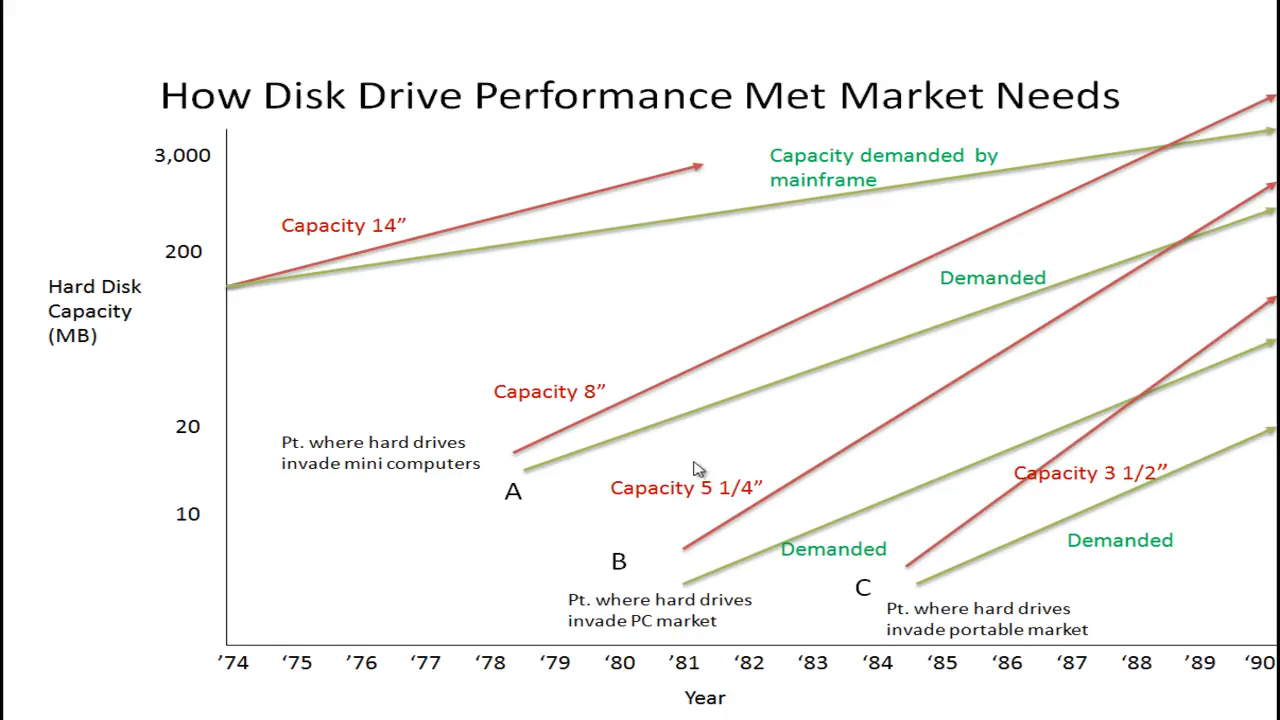 How Disk Drive Performance Met Market Needs
3,000
Capacity demanded by
mainframe
Capacity 14”
200
Hard Disk
Capacity
(MB)
Demanded
Capacity 8”
20
Pt. where hard drives
invade mini computers
Capacity 3 1/2”
A
Capacity 5 1/4”
10
Demanded
Demanded
B
C
Pt. where hard drives
invade PC market
Pt. where hard drives
invade portable market
’74 ‘75 ‘76 ‘77 ‘78 ‘79 ‘80 ‘81 ‘82 ‘83 ‘84 ‘85 ‘86 ‘87 ‘88 ‘89 ‘90
Year